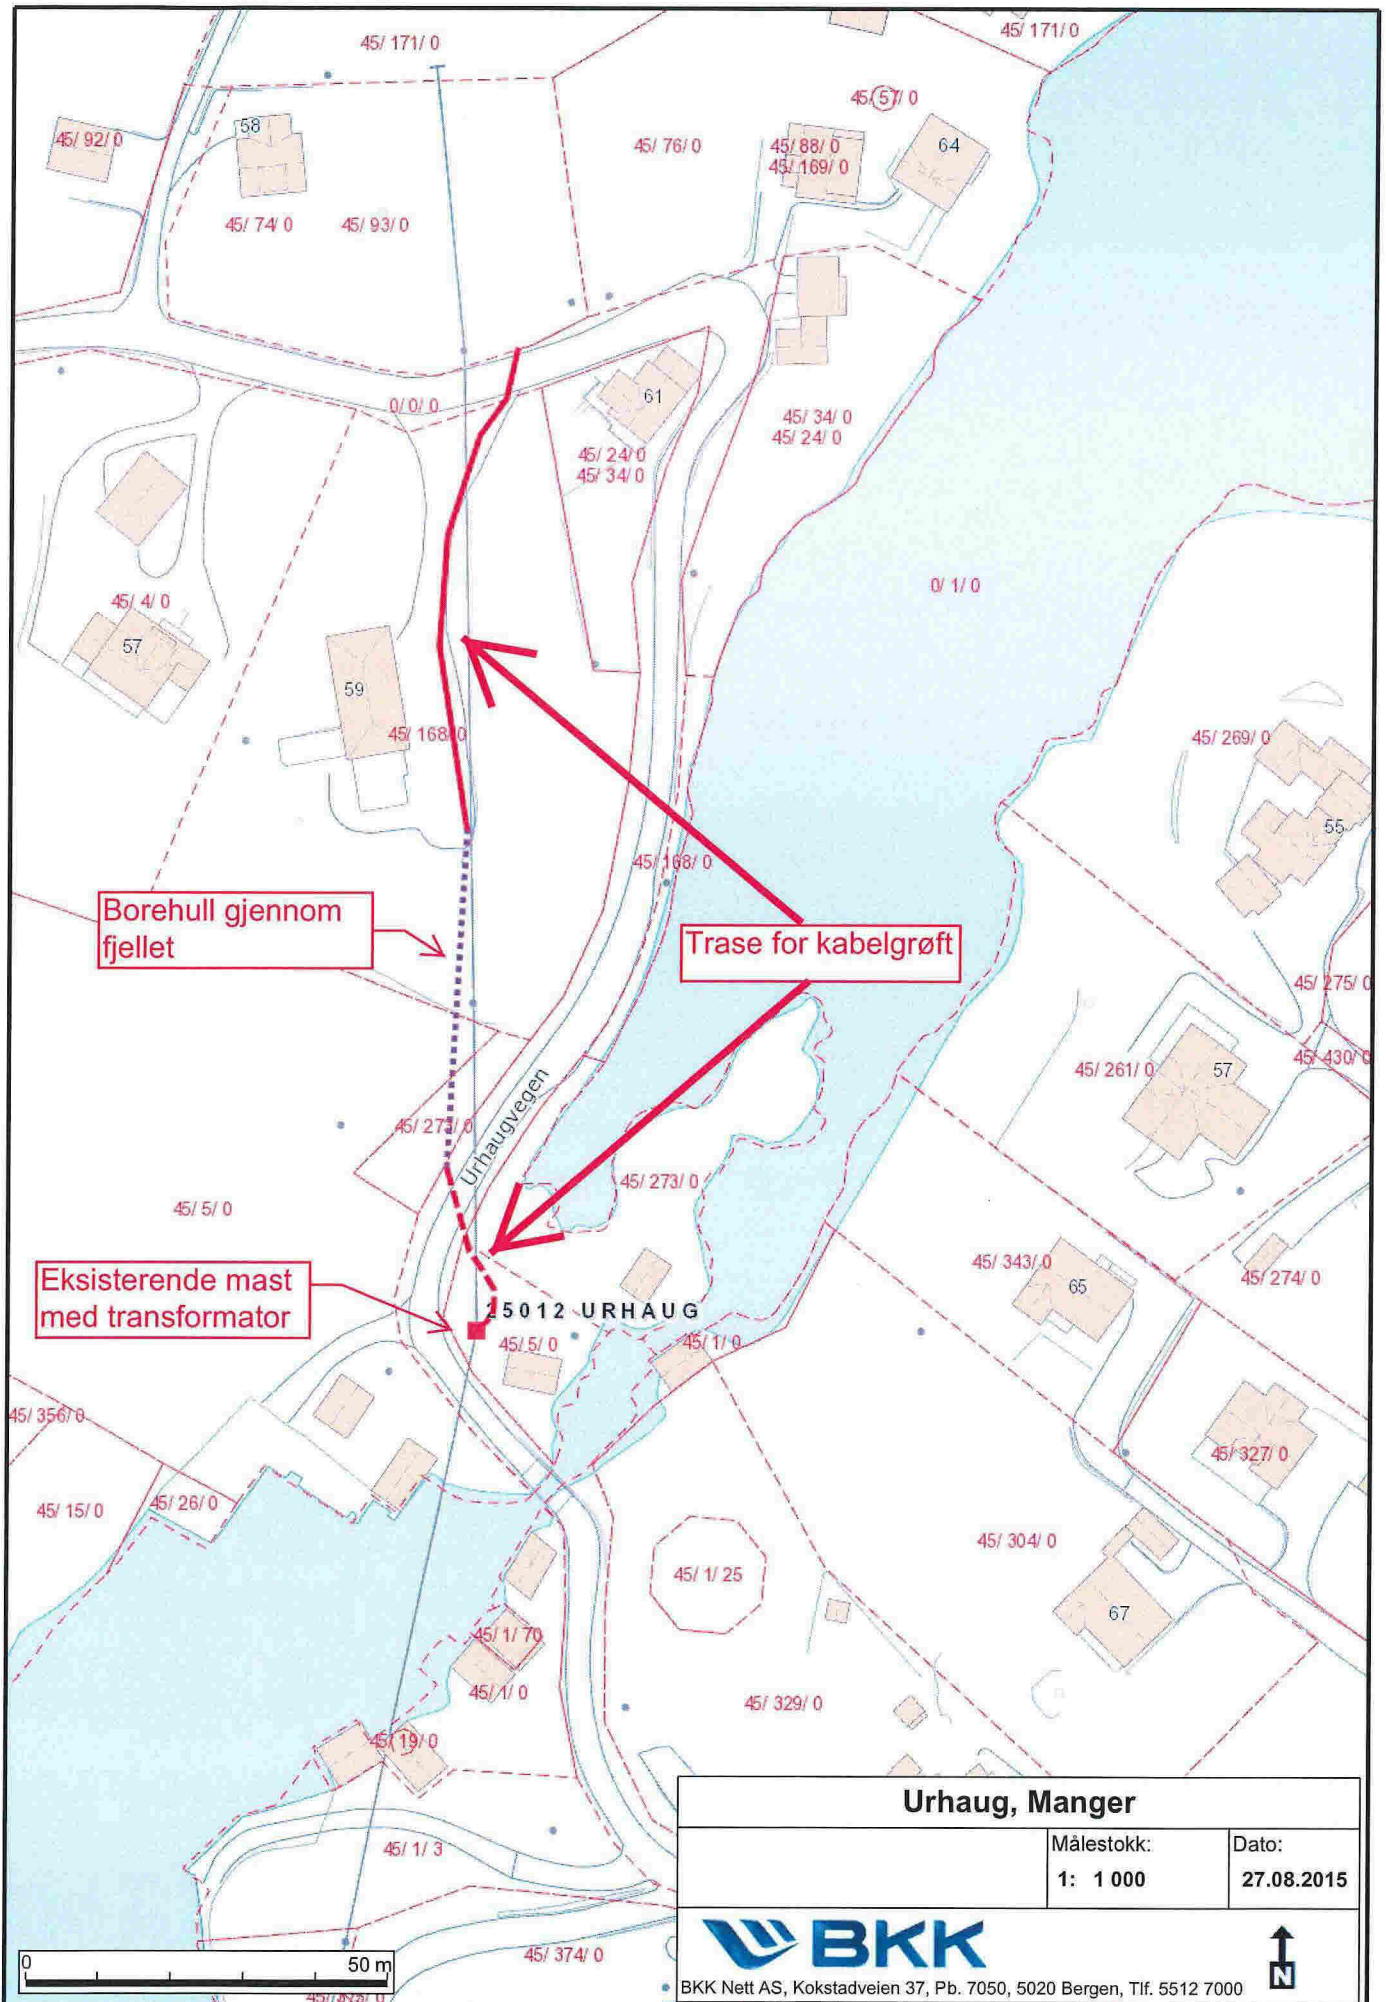 45/ 171/ 0
45/ 171/ 0
45/ 57/ 0
58
45/ 92/ 0
45/ 76/ 0
45/ 88/ 0
45/ 169/ 0
64
45/ 74/ 0
45/ 93/ 0
0/ 0/ 0
61
45/ 34/ 0
45/ 24/ 0
45/ 24/ 0
45/ 34/ 0
0/ 1/ 0
45/ 4/ 0
57
59
45/ 168/ 0
45/ 269/ 0
55
45/ 168/ 0
Borehull gjennom
fjellet
Trase for kabelgrøft
45/ 275/ 0
45/ 430/ 0
45/ 261/ 0
57
45/ 273/ 0
Urhaugvegen
45/ 273/ 0
45/ 5/ 0
45/ 343/ 0
65
45/ 274/ 0
Eksisterende mast
med transformator
25012 URHAUG
45/ 5/ 0
45/ 1/ 0
45/ 356/ 0
45/ 327/ 0
45/ 15/ 0
45/ 26/ 0
45/ 304/ 0
45/ 1/ 25
67
45/ 1/ 70
45/ 1/ 0
45/ 329/ 0
45/ 19/ 0
45/ 1/ 3
45/ 374/ 0
0
50 m
Urhaug, Manger
Målestokk:
1: 1 000
Dato:
27.08.2015
BKK
N
BKK Nett AS, Kokstadveien 37, Pb. 7050, 5020 Bergen, Tlf. 5512 7000